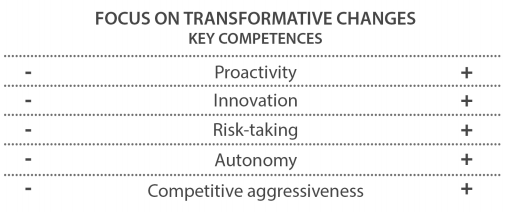 FOCUS ON TRANSFORMATIVE CHANGES
KEY COMPETENCES
- Proactivity +
- Innovation +
- Risk-taking +
- Autonomy +
- Competitive aggressiveness +